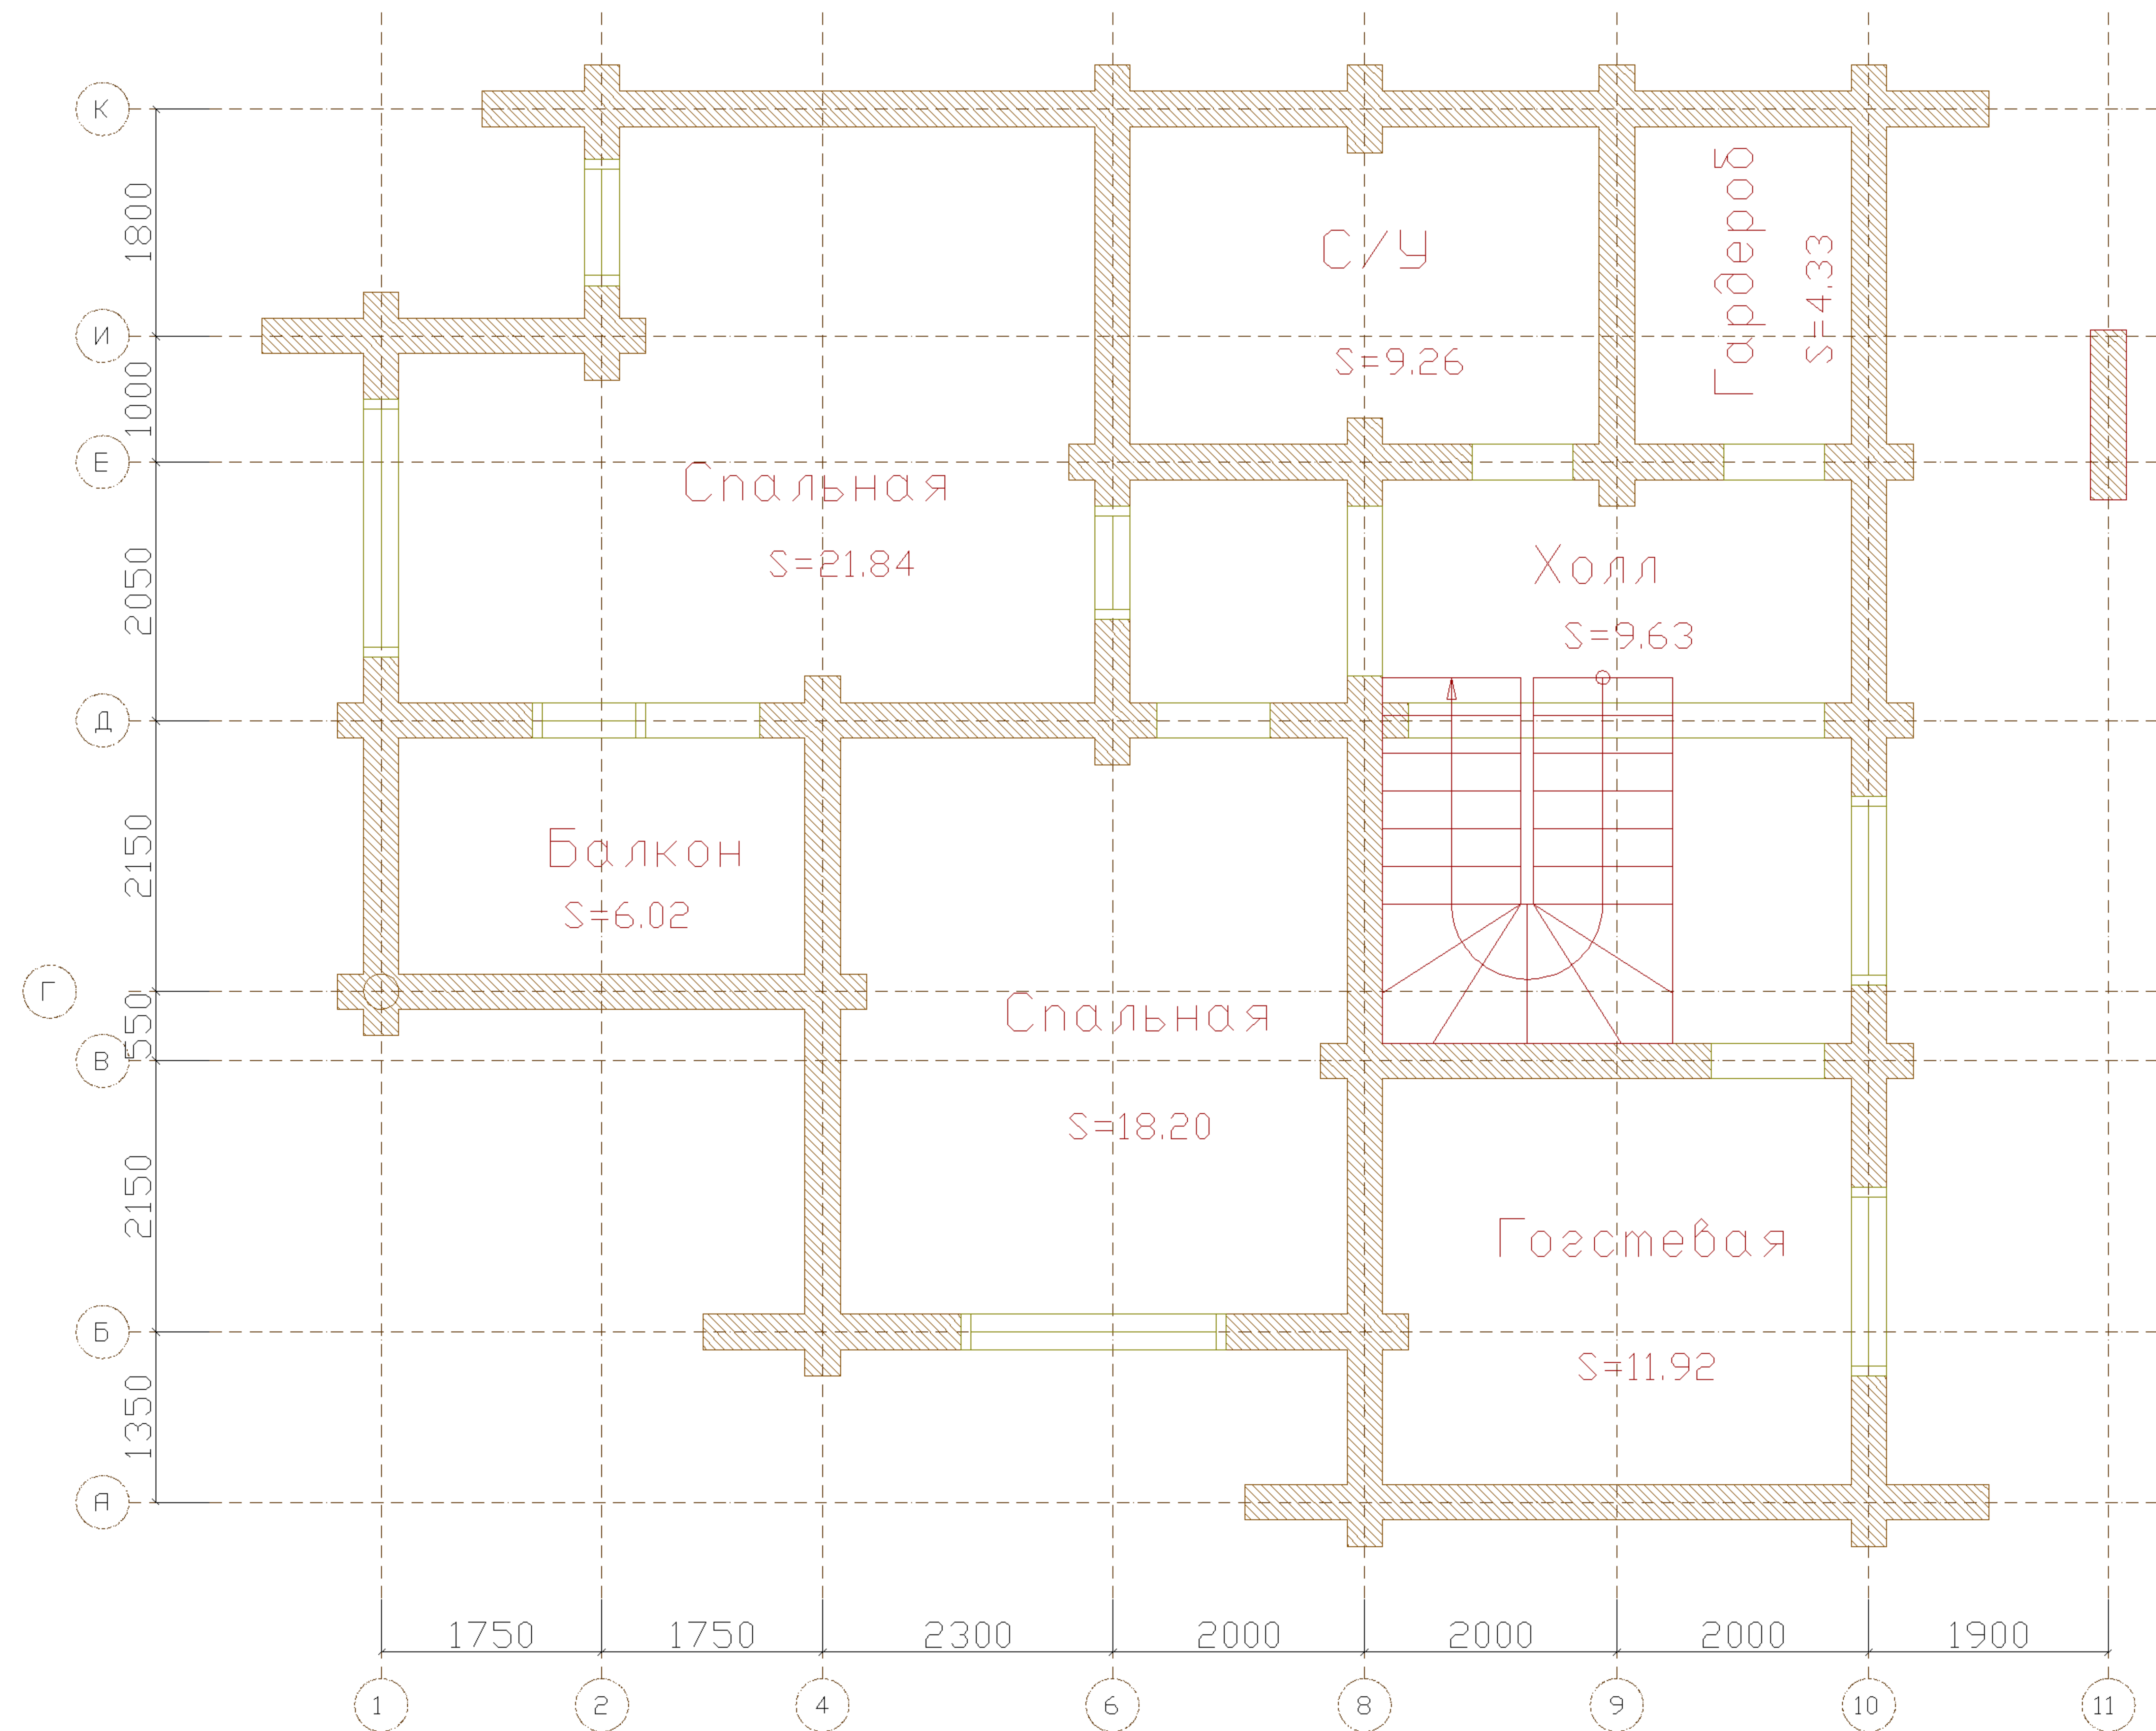 К
1800
С/У
Гардероб
S=4.33
И
S=9.26
1000
Е
Спальная
S=21.84
Холл
2050
S=9.63
Д
Балкон
2150
S=6.02
Г
Спальная
550
В
S=18.20
2150
Гогстевая
Б
S=11.92
1350
А
1750
1750
2300
2000
2000
2000
1900
1
2
4
6
8
9
10
11